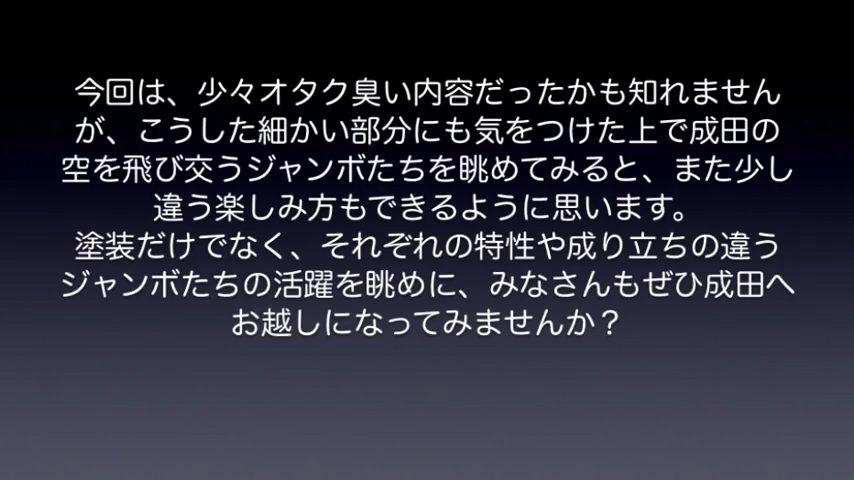 今回は、少々オタク臭い内容だったかも知れません
が、こうした細かい部分にも気をつけた上で成田の
空を飛び交うジャンボたちを眺めてみると、また少し
違う楽しみ方もできるように思います。
塗装だけでなく、それぞれの特性や成り立ちの違う
ジャンボたちの活躍を眺めに、みなさんもぜひ成田へ
お越しになってみませんか？